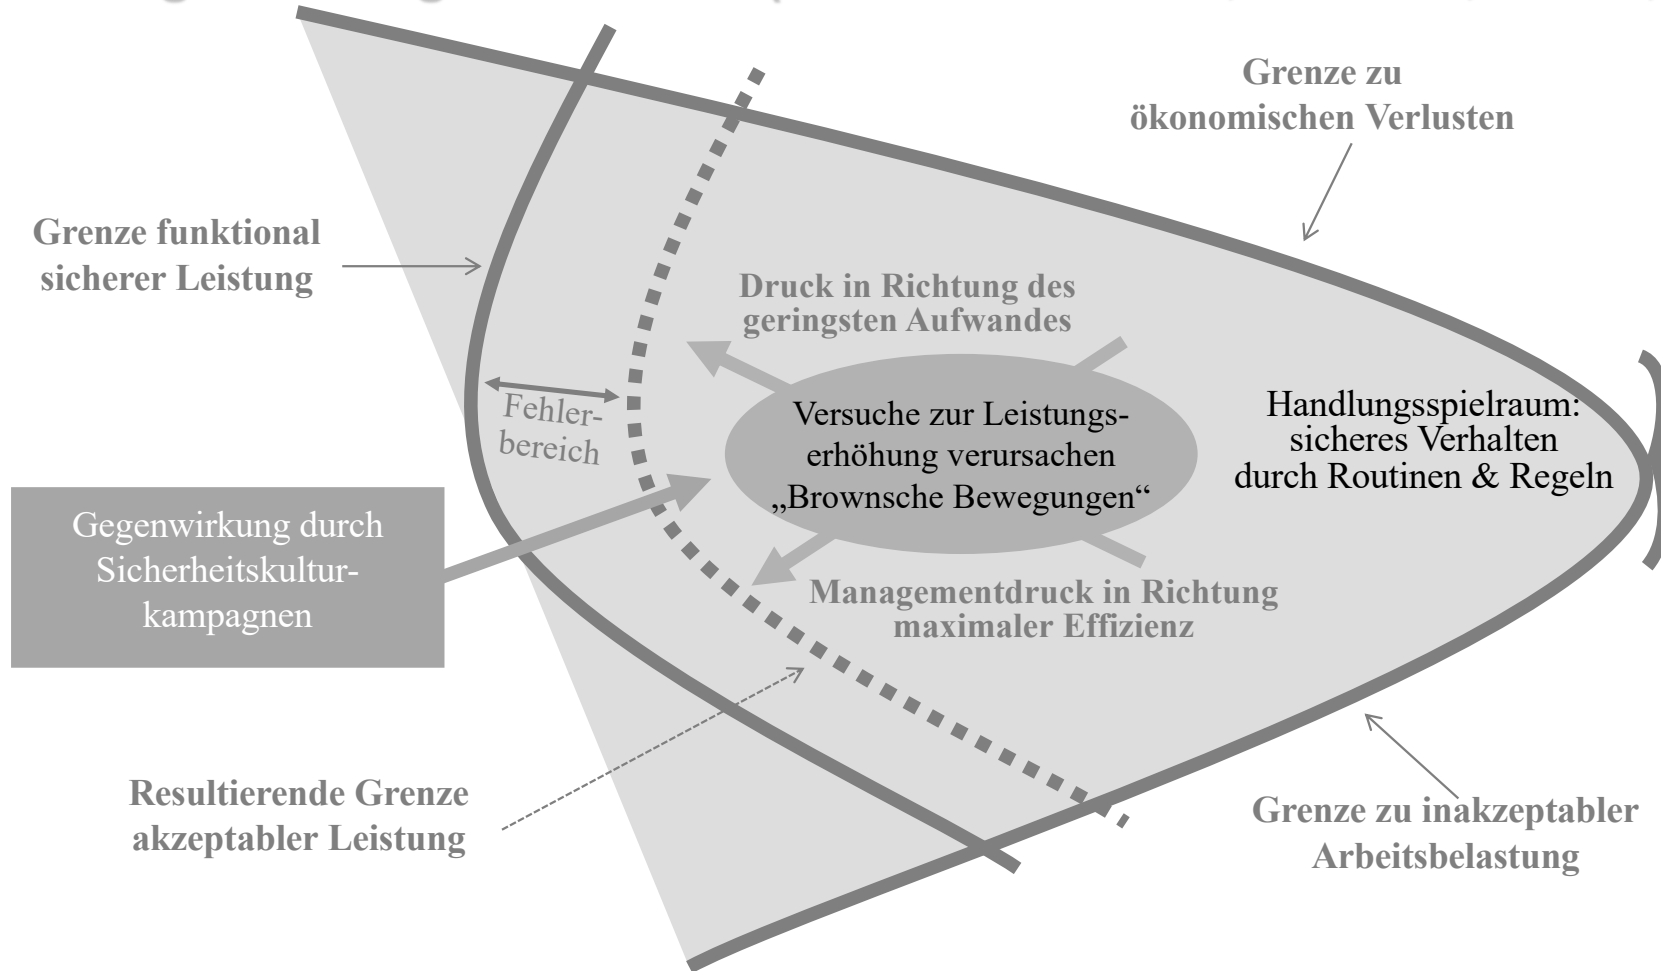 Grenze zu
ökonomischen Verlusten
Grenze funktional
sicherer Leistung
Druck in Richtung des
geringsten Aufwandes
Fehler-
bereich
Versuche zur Leistungs-
erhöhung verursachen
„Brownsche Bewegungen“
Handlungsspielraum:
sicheres Verhalten
durch Routinen & Regeln
Gegenwirkung durch
Sicherheitskultur-
kampagnen
Managementdruck in Richtung
maximaler Effizienz
Resultierende Grenze
akzeptabler Leistung
Grenze zu inakzeptabler
Arbeitsbelastung